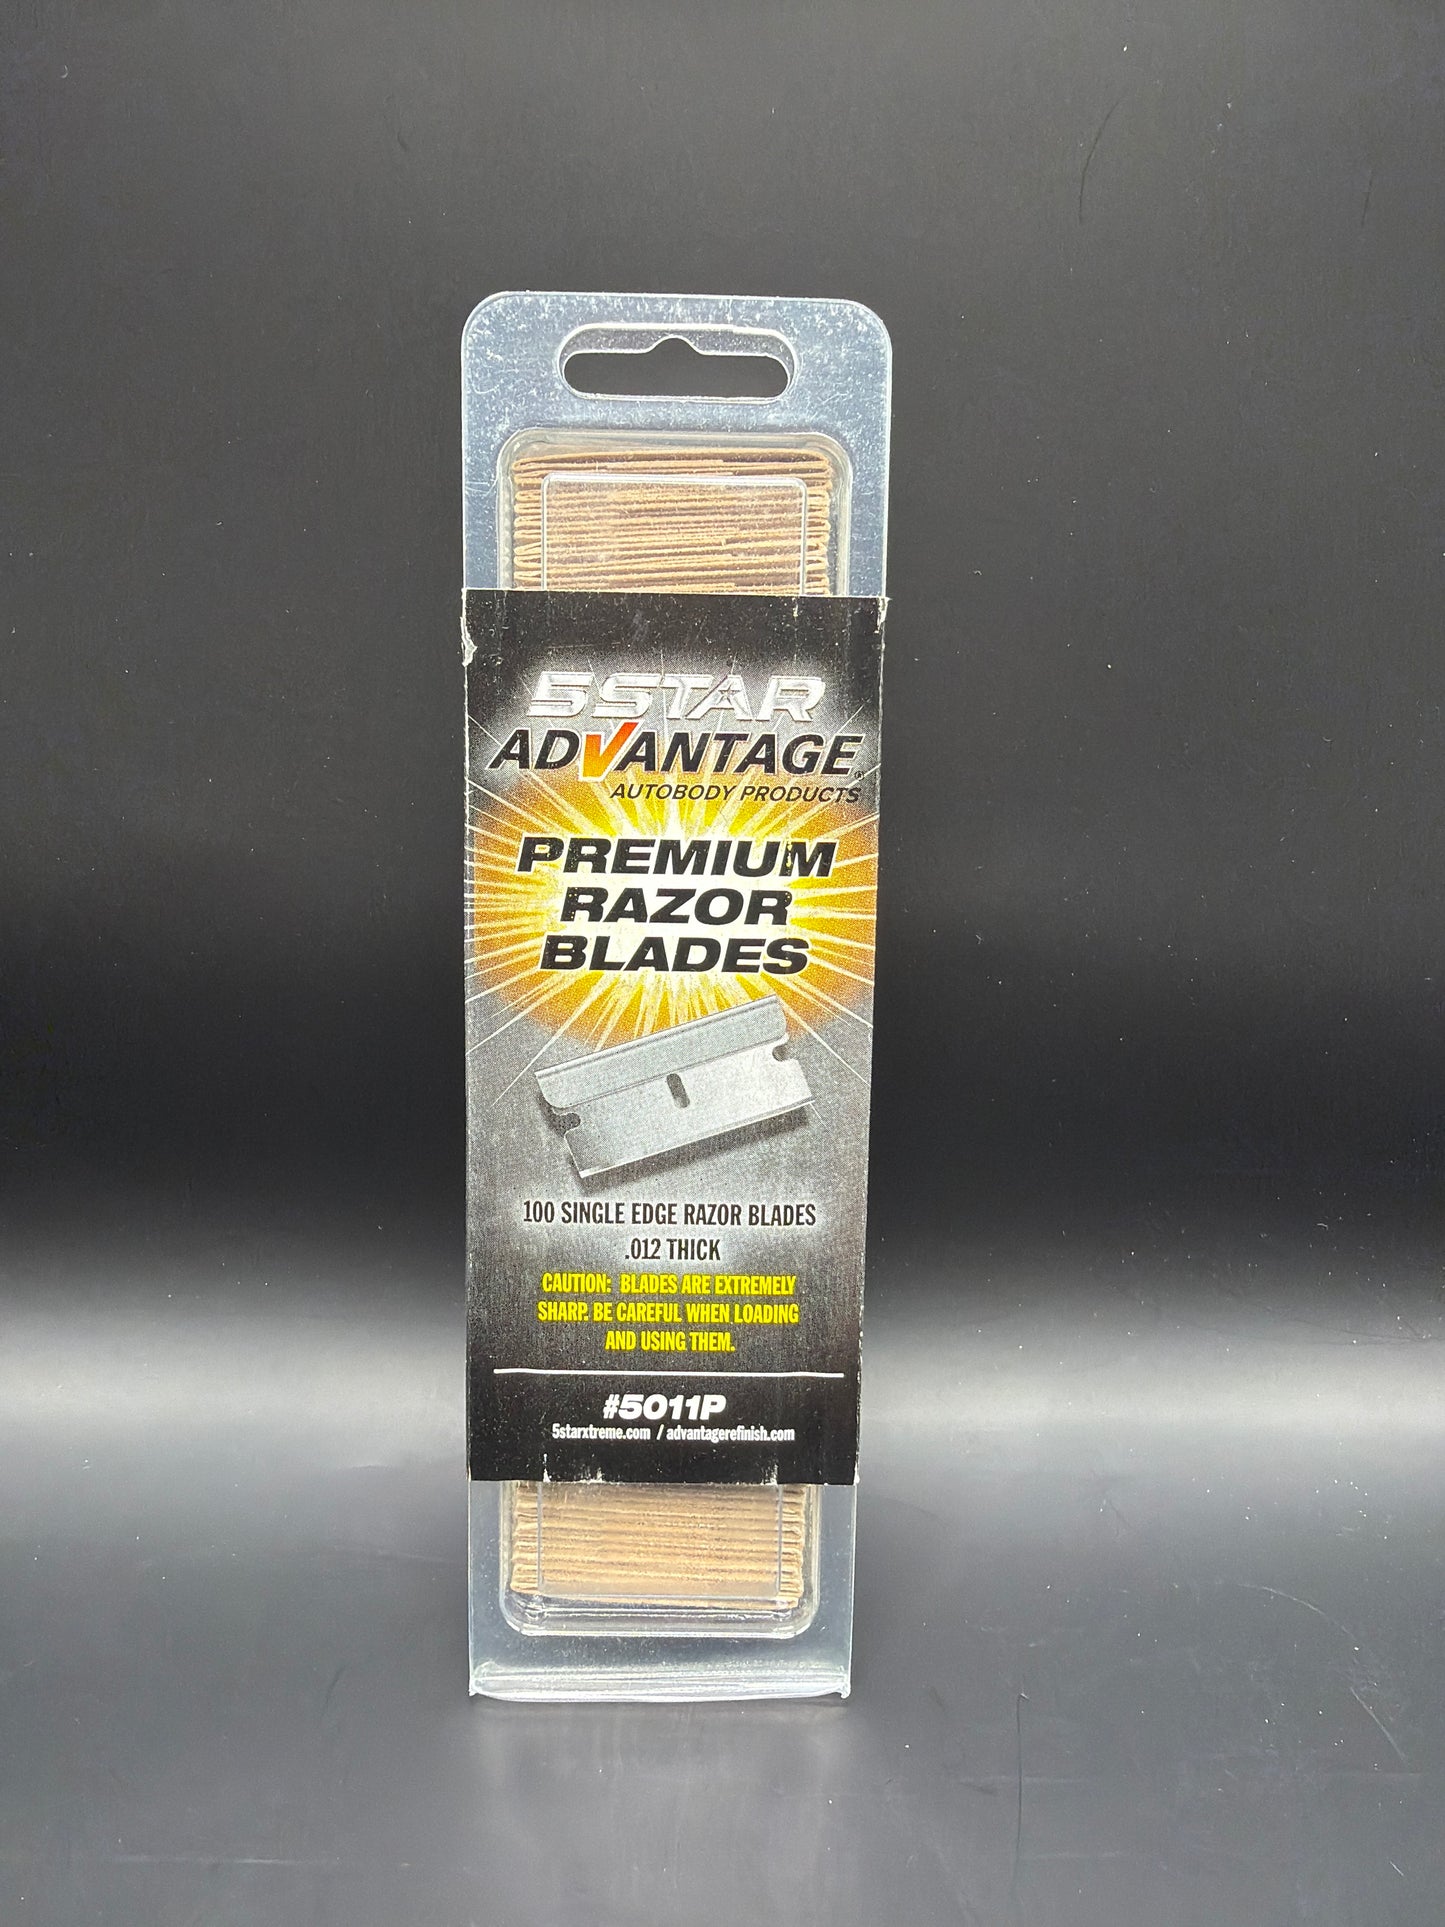 5STAR
ADVANTAGE®
AUTOBODY PRODUCTS
PREMIUM
RAZOR
BLADES
100 SINGLE EDGE RAZOR BLADES
.012 THICK
CAUTION: BLADES ARE EXTREMELY
SHARP. BE CAREFUL WHEN LOADING
AND USING THEM.
#5011P
5starxtreme.com / advantagerefinish.com